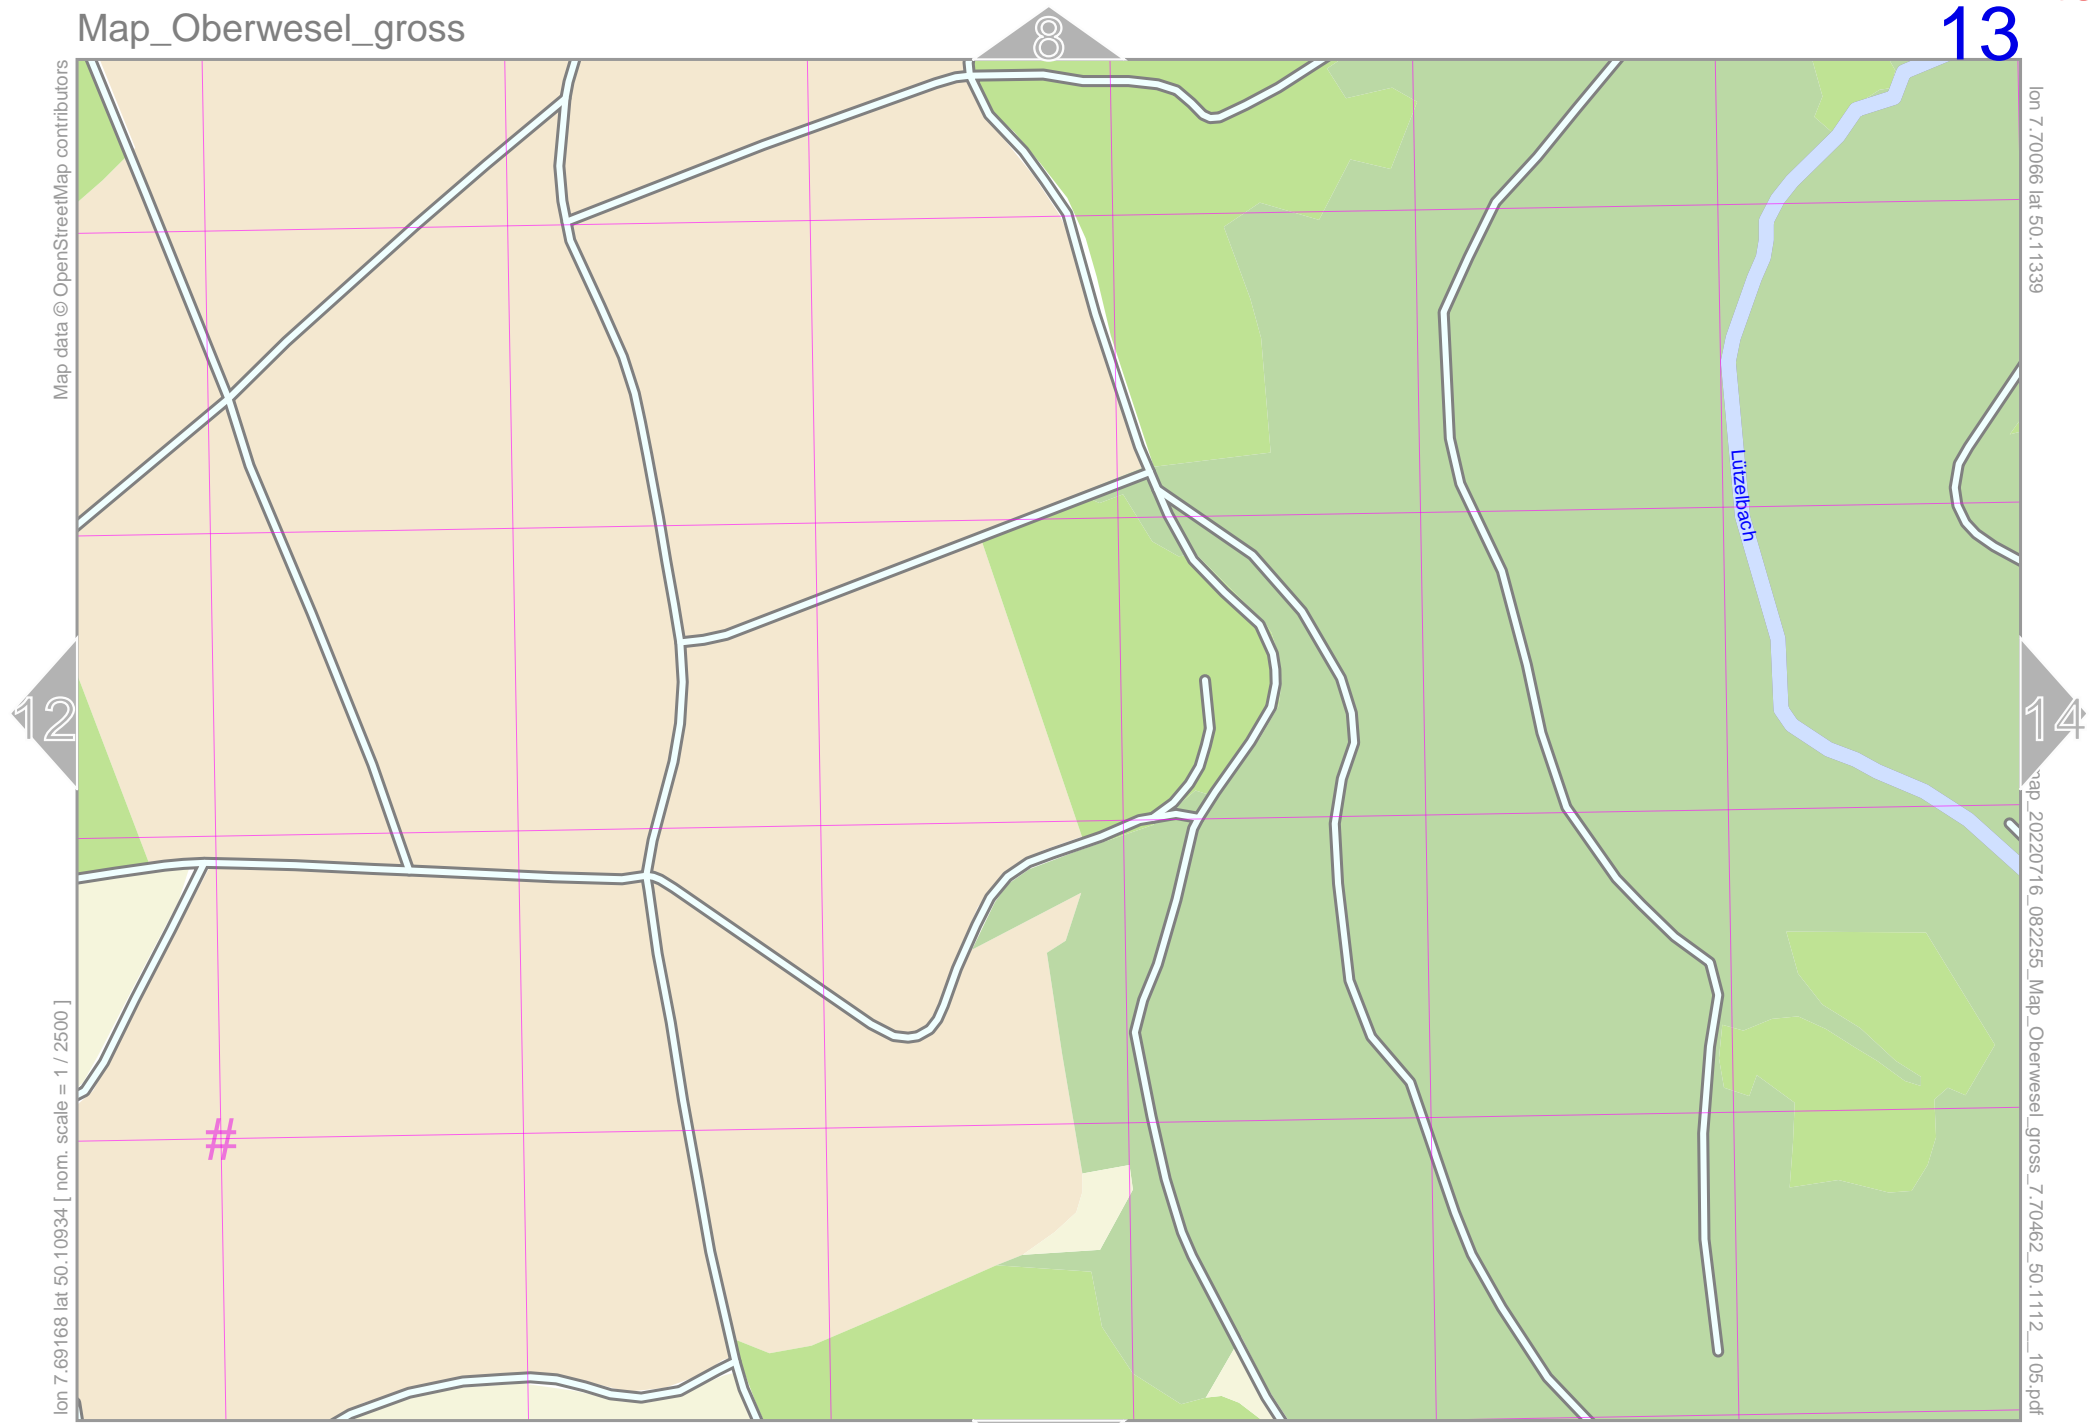 Map_Oberwesel_gross
8
13
Map data © OpenStreetMap contributors
lon 7.70066 lat 50.11339
Lützelbach
12
14
#
lon 7.69168 lat 50.10934 [ nom. scale = 1 / 2500 ]
map_20220716_082255_Map_Oberwesel_gross_7.70462_50.1112__105.pdf